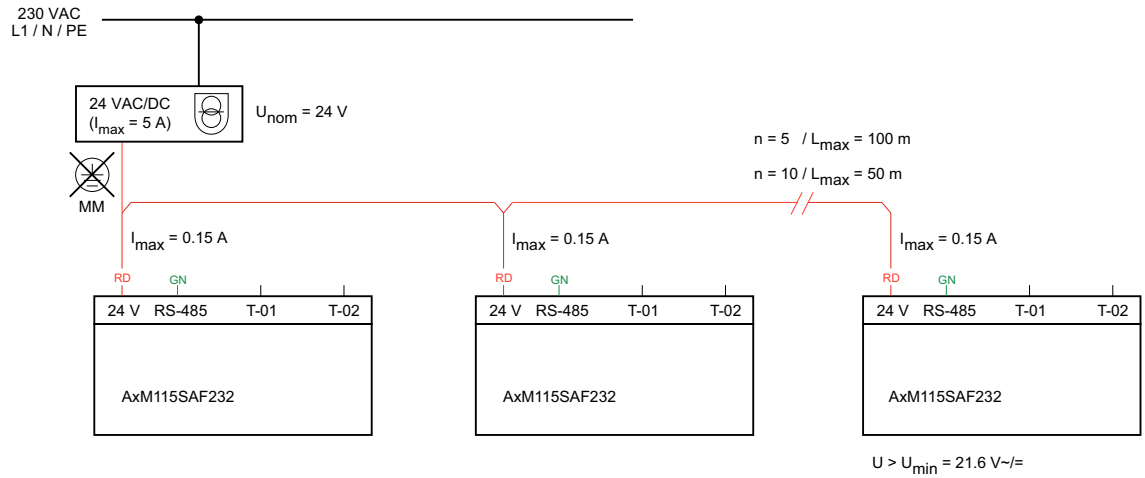 230 VAC
L1 / N / PE
24 VAC/DC
(Imax = 5 A)
Unom = 24 V
MM
n = 5 / Lmax = 100 m
n = 10 / Lmax = 50 m
Imax = 0.15 A
Imax = 0.15 A
Imax = 0.15 A
RD GN
RD GN
RD GN
24 V RS-485 T-01 T-02
24 V RS-485 T-01 T-02
24 V RS-485 T-01 T-02
AxM115SAF232
AxM115SAF232
AxM115SAF232
U > Umin = 21.6 V~/=